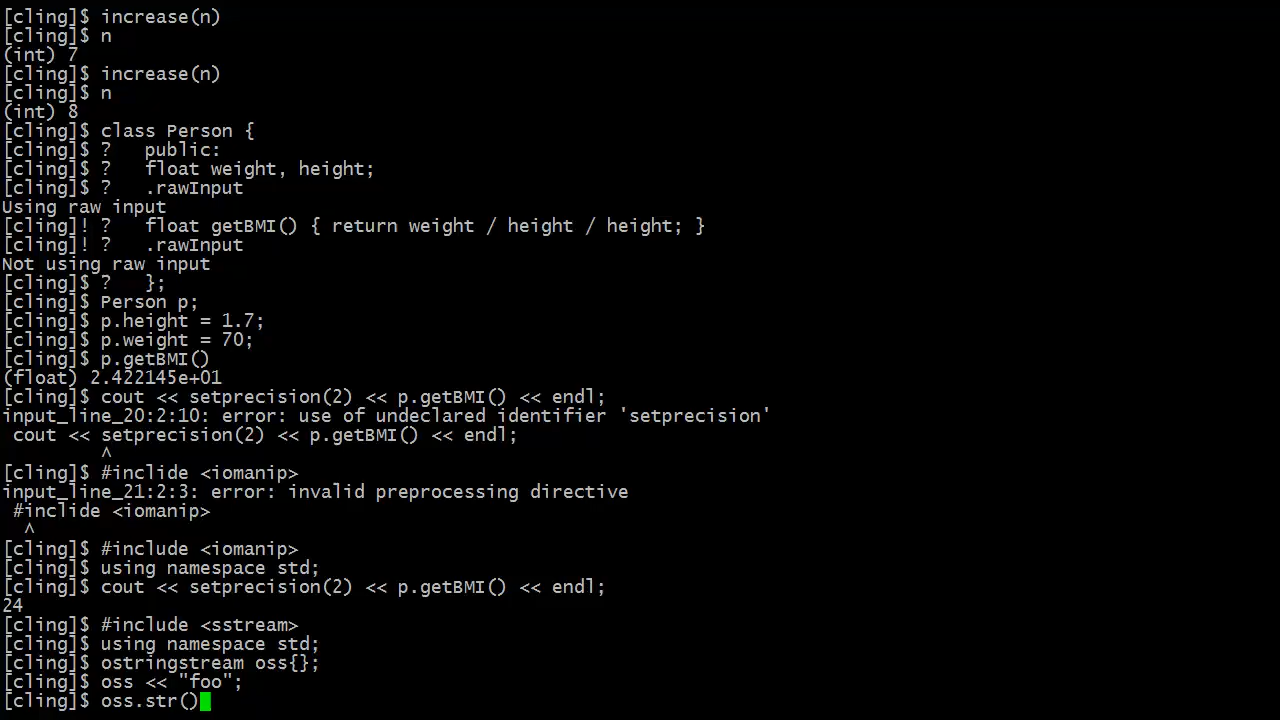 [cling]$ increase(n)
[cling]$ n
(int) 7
[cling]$ increase(n)
[cling]$ n
(int) 8
[cling]$ class Person {
[cling]$ ?   public:
[cling]$ ?   float weight, height;
[cling]$ ?   .rawInput
Using raw input
[cling]! ?   float getBMI() { return weight / height / height; }
[cling]! ?   .rawInput
Not using raw input
[cling]$ ?   };
[cling]$ Person p;
[cling]$ p.height = 1.7;
[cling]$ p.weight = 70;
[cling]$ p.getBMI()
(float) 2.422145e+01
[cling]$ cout << setprecision(2) << p.getBMI() << endl;
input_line_20:2:10: error: use of undeclared identifier 'setprecision'
 cout << setprecision(2) << p.getBMI() << endl;
         ^
[cling]$ #inclide <iomanip>
input_line_21:2:3: error: invalid preprocessing directive
 #inclide <iomanip>
  ^
[cling]$ #include <iomanip>
[cling]$ using namespace std;
[cling]$ cout << setprecision(2) << p.getBMI() << endl;
24
[cling]$ #include <sstream>
[cling]$ using namespace std;
[cling]$ ostringstream oss{};
[cling]$ oss << "foo";
[cling]$ oss.str()